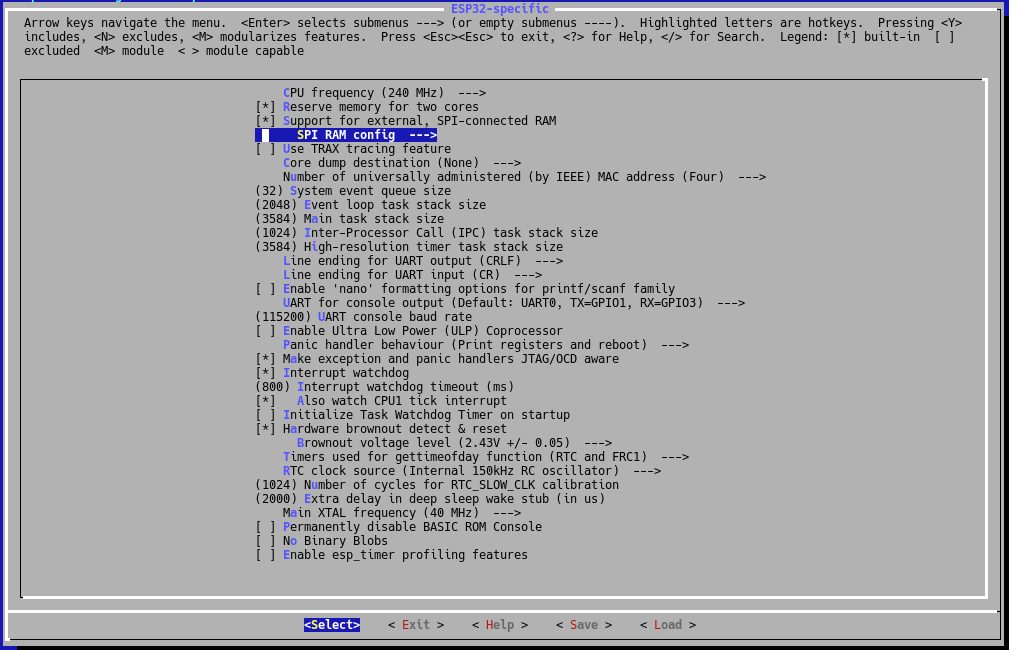 ESP32-specific
Arrow keys navigate the menu.  <Enter> selects submenus ---> (or empty submenus ----).  Highlighted letters are hotkeys.  Pressing <Y>
includes, <N> excludes, <M> modularizes features.  Press <Esc><Esc> to exit, <?> for Help, </> for Search.  Legend: [*] built-in  [ ]
excluded  <M> module  < > module capable
CPU frequency (240 MHz)  --->
[*] Reserve memory for two cores
[*] Support for external, SPI-connected RAM
SPI RAM config  --->
[ ] Use TRAX tracing feature
Core dump destination (None)  --->
Number of universally administered (by IEEE) MAC address (Four)  --->
(32) System event queue size
(2048) Event loop task stack size
(3584) Main task stack size
(1024) Inter-Processor Call (IPC) task stack size
(3584) High-resolution timer task stack size
Line ending for UART output (CRLF)  --->
Line ending for UART input (CR)  --->
[ ] Enable 'nano' formatting options for printf/scanf family
UART for console output (Default: UART0, TX=GPIO1, RX=GPIO3)  --->
(115200) UART console baud rate
[ ] Enable Ultra Low Power (ULP) Coprocessor
Panic handler behaviour (Print registers and reboot)  --->
[*] Make exception and panic handlers JTAG/OCD aware
[*] Interrupt watchdog
(800) Interrupt watchdog timeout (ms)
[*]   Also watch CPU1 tick interrupt
[ ] Initialize Task Watchdog Timer on startup
[*] Hardware brownout detect & reset
Brownout voltage level (2.43V +/- 0.05)  --->
Timers used for gettimeofday function (RTC and FRC1)  --->
RTC clock source (Internal 150kHz RC oscillator)  --->
(1024) Number of cycles for RTC_SLOW_CLK calibration
(2000) Extra delay in deep sleep wake stub (in us)
Main XTAL frequency (40 MHz)  --->
[ ] Permanently disable BASIC ROM Console
[ ] No Binary Blobs
[ ] Enable esp_timer profiling features
<Select>    < Exit >    < Help >    < Save >    < Load >